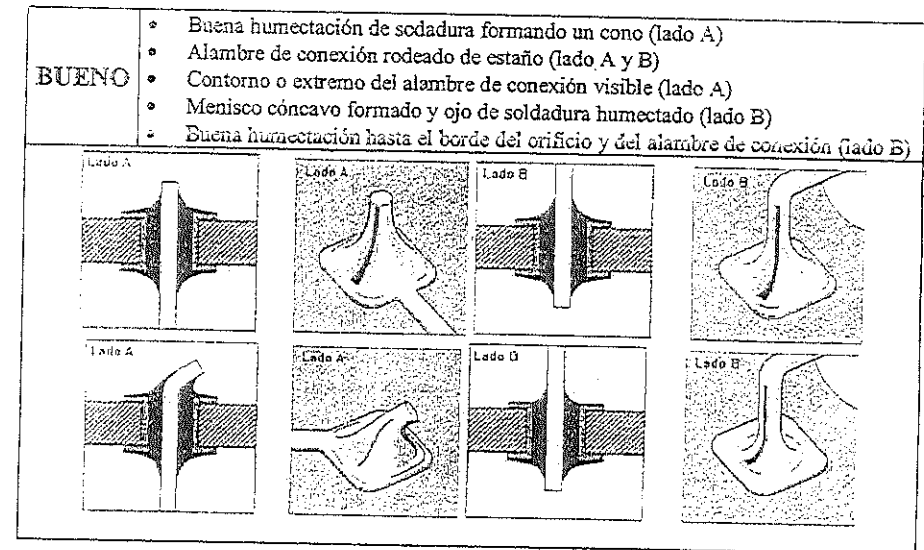 BUENO
• Buena humectación de sodadura formando un cono (lado A)
• Alambre de conexión rodeado de estaño (lado A y B)
• Contorno o extremo del alambre de conexión visible (lado A)
• Menisco cóncavo formado y ojo de soldadura humectado (lado B)
• Buena humectación hasta el borde del orificio y del alambre de conexión (lado B)
Lado A
Lado A
Lado B
Lado B
Lado A
Lado A
Lado B
Lado B